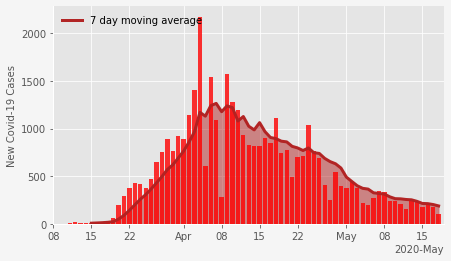 7 day moving average
New Covid-19 Cases
2000
1500
1000
500
0
08 15 22 Apr 08 15 22 May 08 15
2020-May